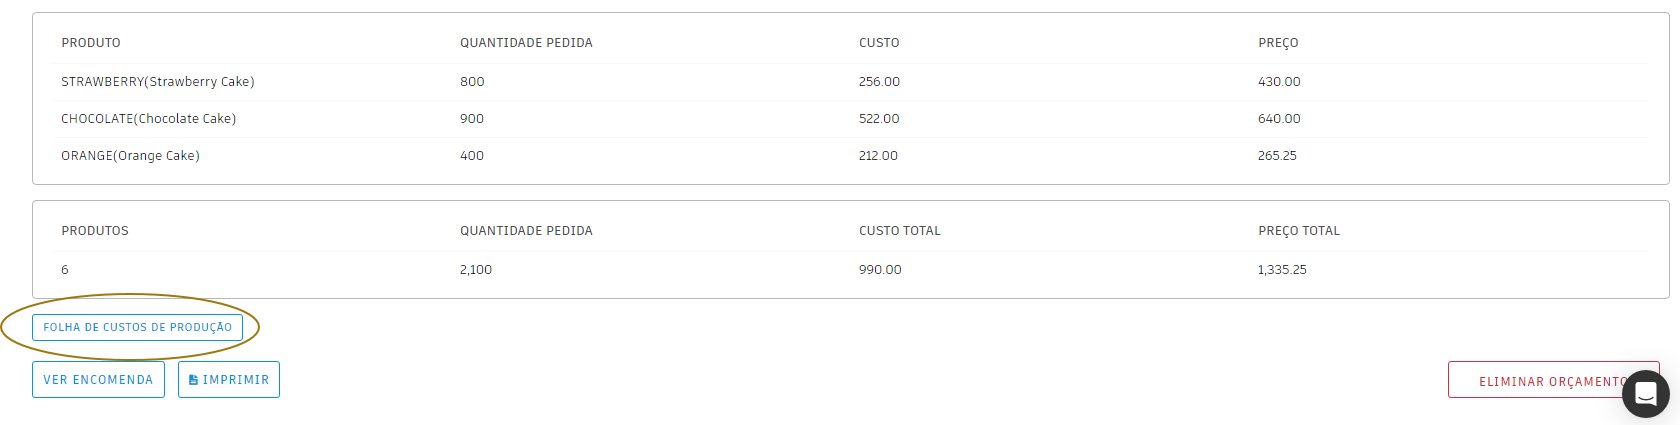 PRODUTO QUANTIDADE PEDIDA CUSTO PREÇO
STRAWBERRY(Strawberry Cake) 800 256.00 430.00
CHOCOLATE(Chocolate Cake) 900 522.00 640.00
ORANGE(Orange Cake) 400 212.00 265.25
PRODUTOS QUANTIDADE PEDIDA CUSTO TOTAL PREÇO TOTAL
6 2,100 990.00 1,335.25
FOLHA DE CUSTOS DE PRODUÇÃO
VER ENCOMENDA IMPRIMIR ELIMINAR ORÇAMENTO